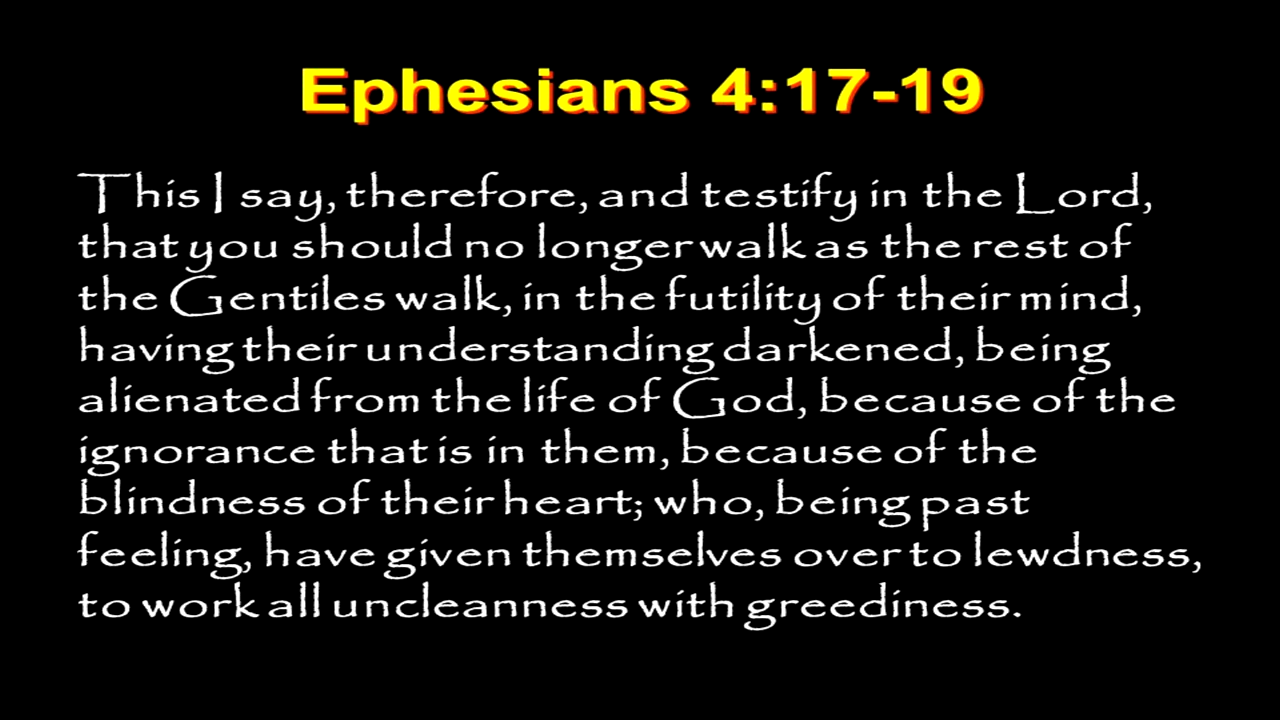 Ephesians 4:17-19
This I say, therefore, and testify in the Lord,
that you should no longer walk as the rest of
the Gentiles walk, in the futility of their mind,
having their understanding darkened, being
alienated from the life of God, because of the
ignorance that is in them, because of the
blindness of their heart; who, being past
feeling, have given themselves over to lewdness,
to work all uncleanness with greediness.